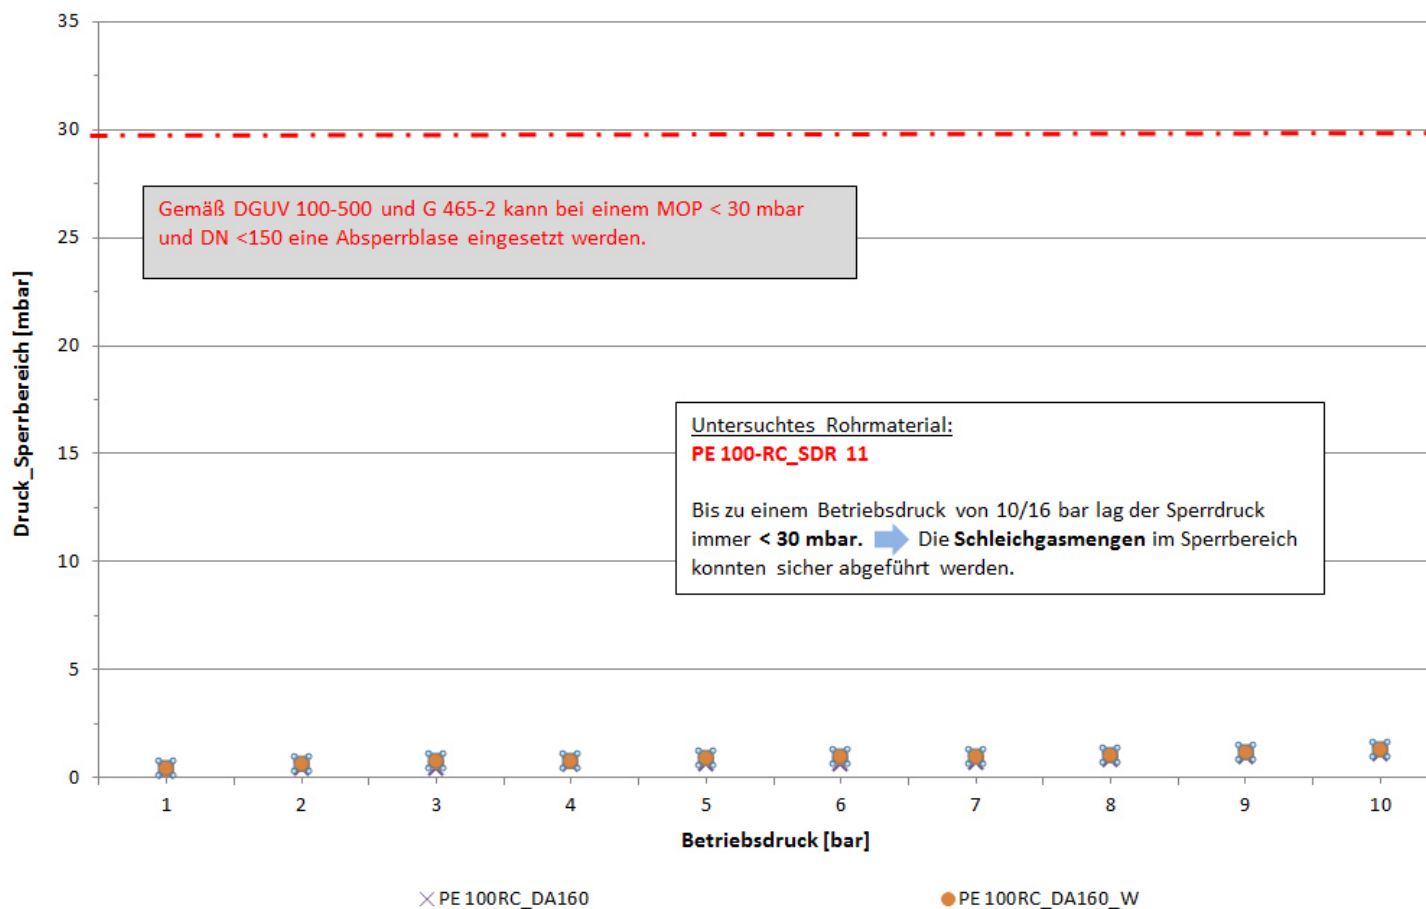 35
30
Gemäß DGUV 100-500 und G 465-2 kann bei einem MOP < 30 mbar
und DN <150 eine Absperrblase eingesetzt werden.
25
Druck_Sperrbereich [mbar]
20
Untersuchtes Rohrmaterial:
PE 100-RC_SDR 11
15
Bis zu einem Betriebsdruck von 10/16 bar lag der Sperrdruck
immer < 30 mbar. Die Schleichgasmengen im Sperrbereich
konnten sicher abgeführt werden.
10
5
0
1 2 3 4 5 6 7 8 9 10
Betriebsdruck [bar]
PE 100RC_DA160 PE 100RC_DA160_W